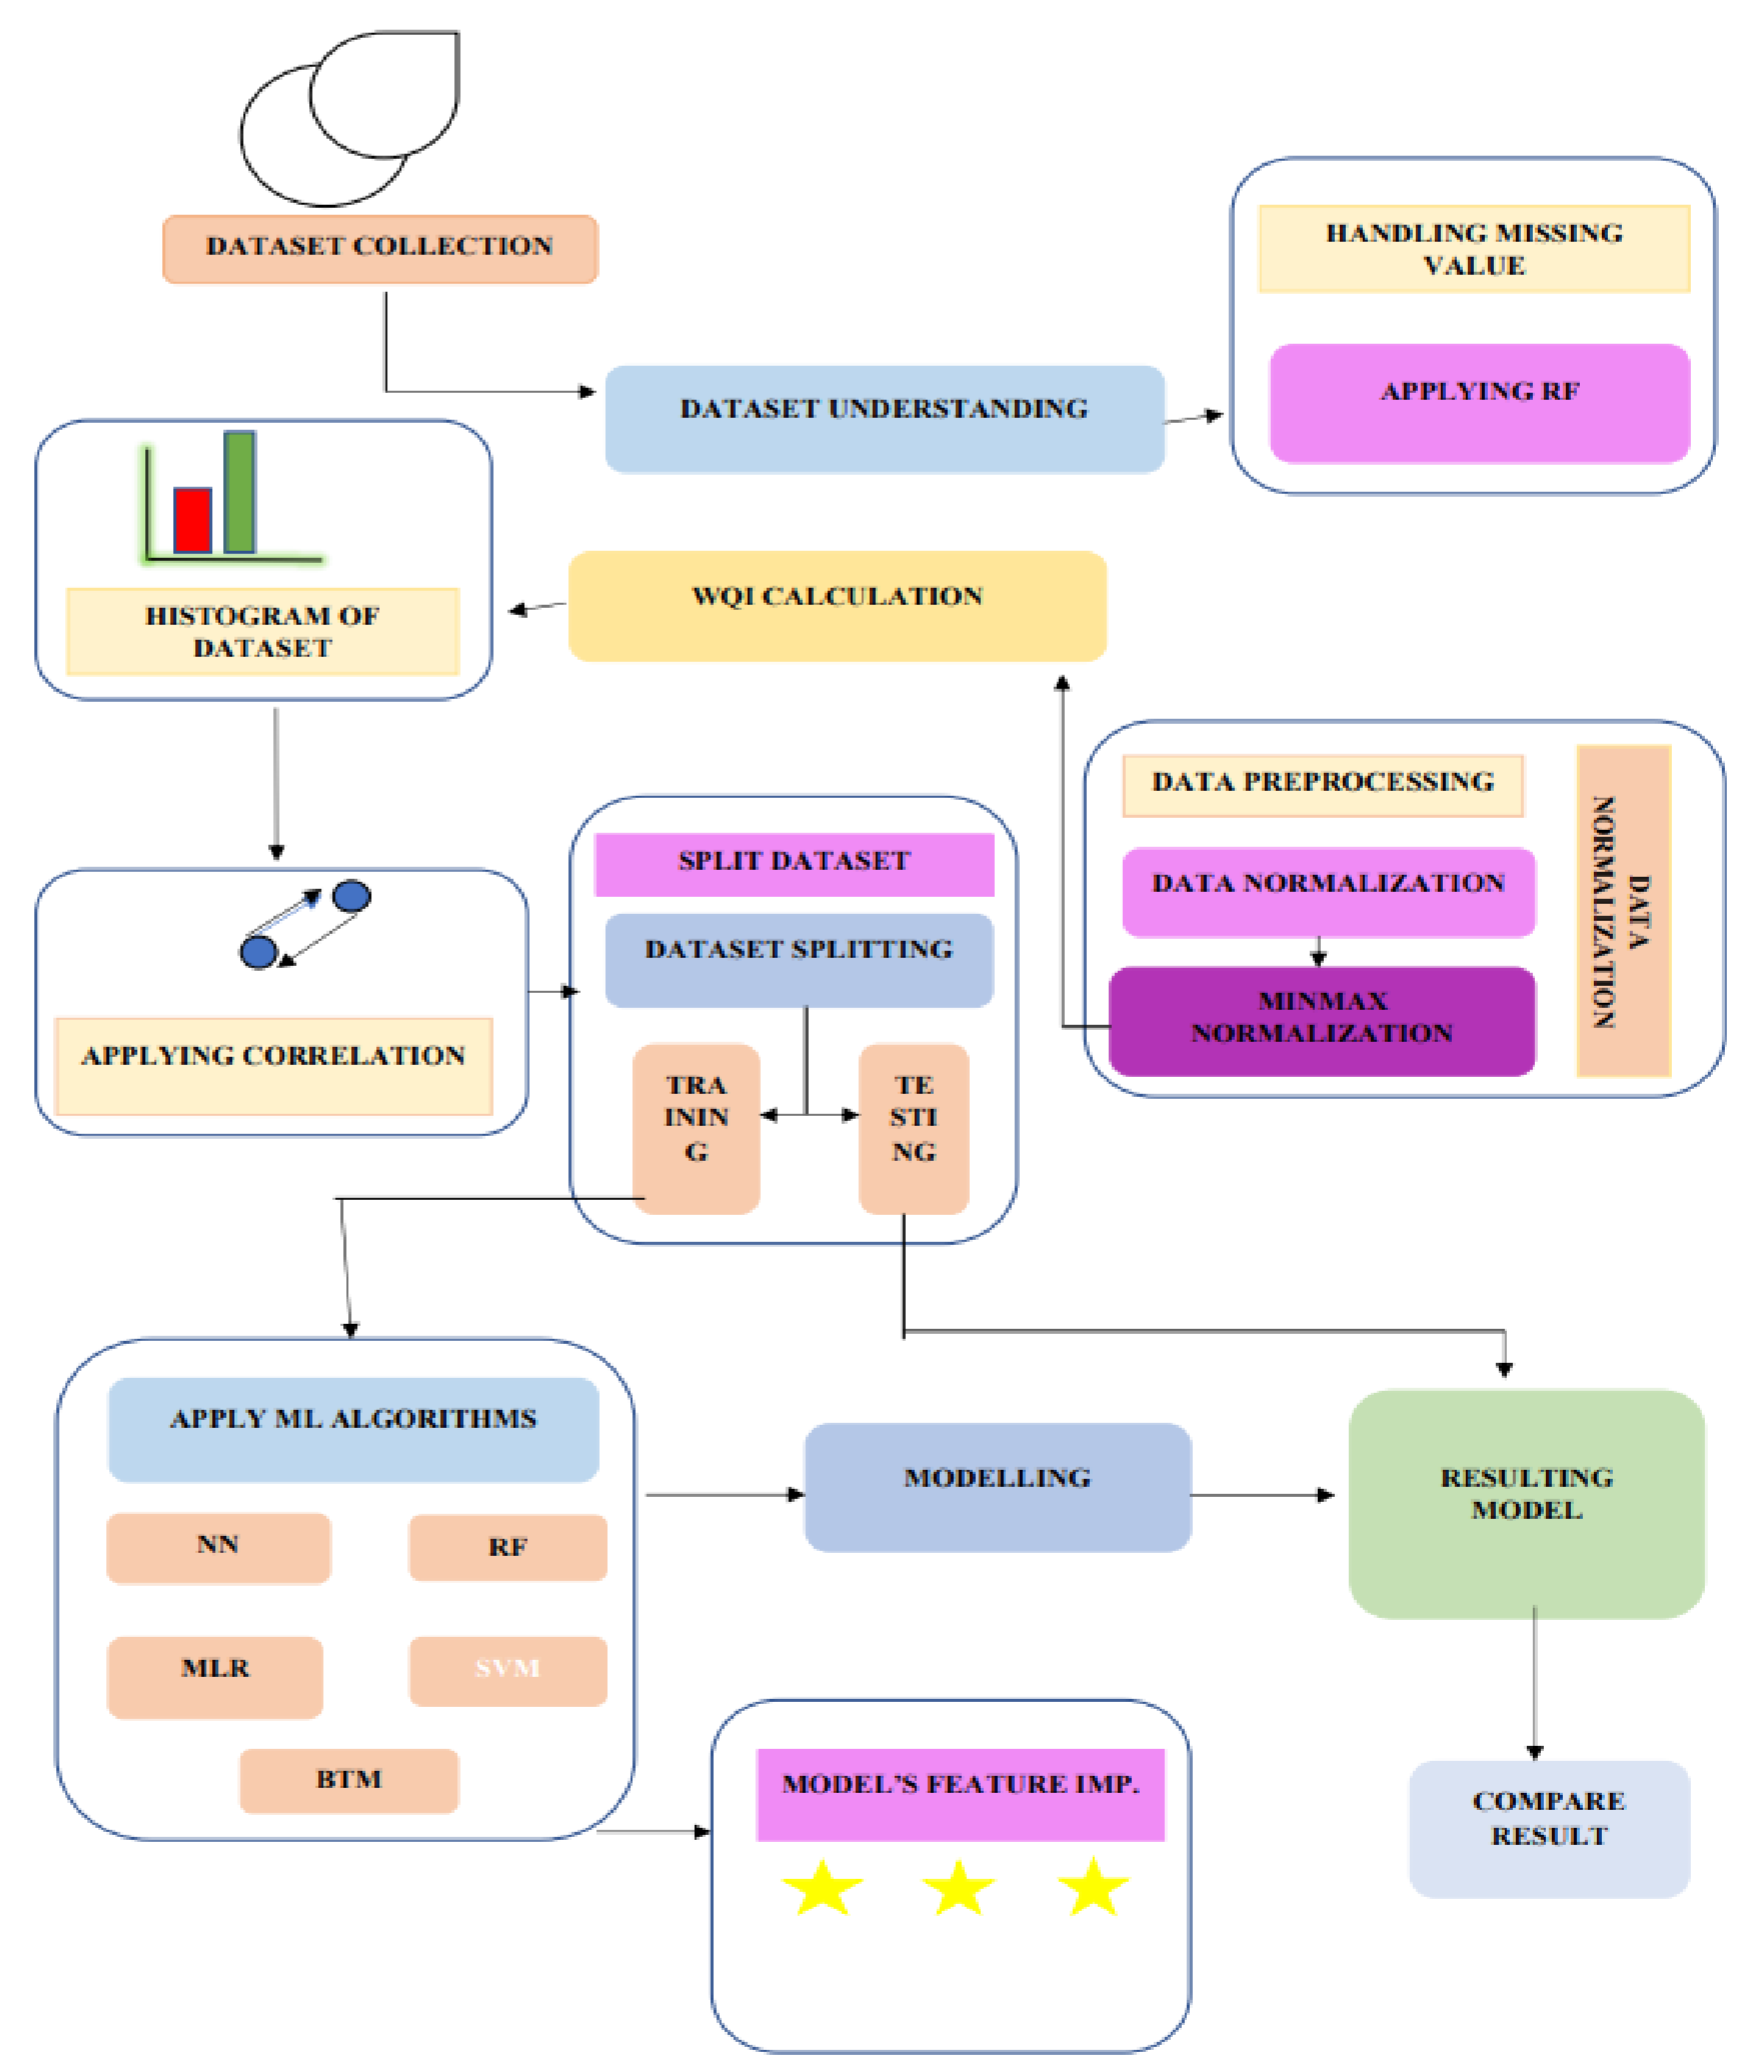 DATASET COLLECTION
HANDLING MISSING
VALUE
APPLYING RF
DATASET UNDERSTANDING
WQI CALCULATION
HISTOGRAM OF
DATASET
DATA PREPROCESSING
DATA NORMALIZATION
MINMAX
NORMALIZATION
DATA
NORMALIZATION
SPLIT DATASET
DATASET SPLITTING
TRA
ININ
G
TE
STI
NG
APPLYING CORRELATION
APPLY ML ALGORITHMS
NN
RF
MLR
SVM
BTM
MODELLING
RESULTING
MODEL
MODEL'S FEATURE IMP.
COMPARE
RESULT